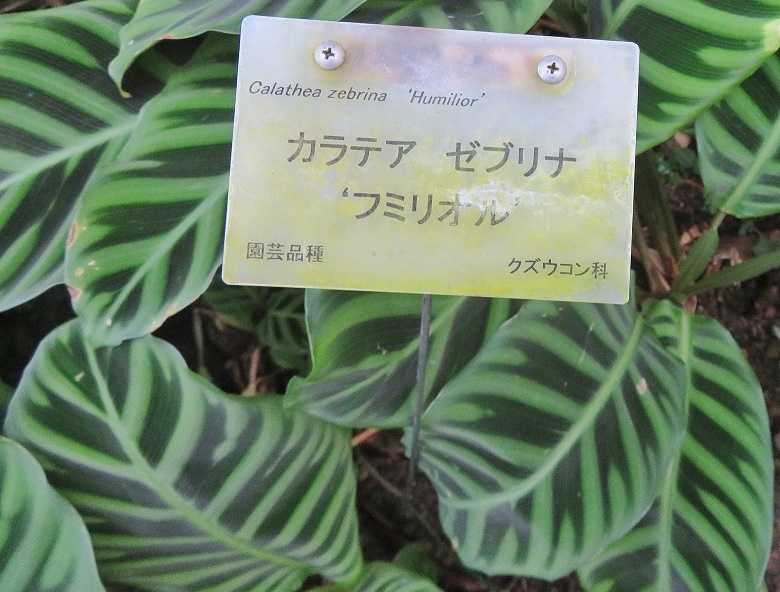 Calathea zebrina 'Humilior'
カラテア ゼブリナ
'フミリオル'
園芸品種 クズウコン科